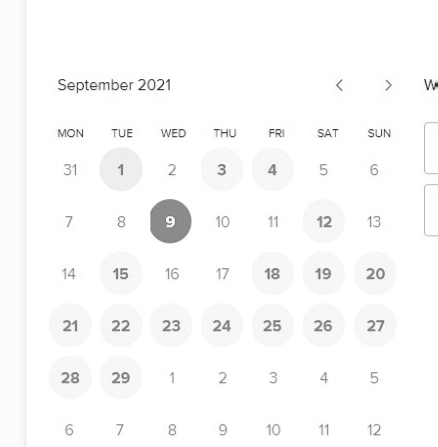 September 2021
W
MON TUE WED THU FRI SAT SUN
31 1 2 3 4 5 6
7 8 9 10 11 12 13
14 15 16 17 18 19 20
21 22 23 24 25 26 27
28 29 1 2 3 4 5
6 7 8 9 10 11 12